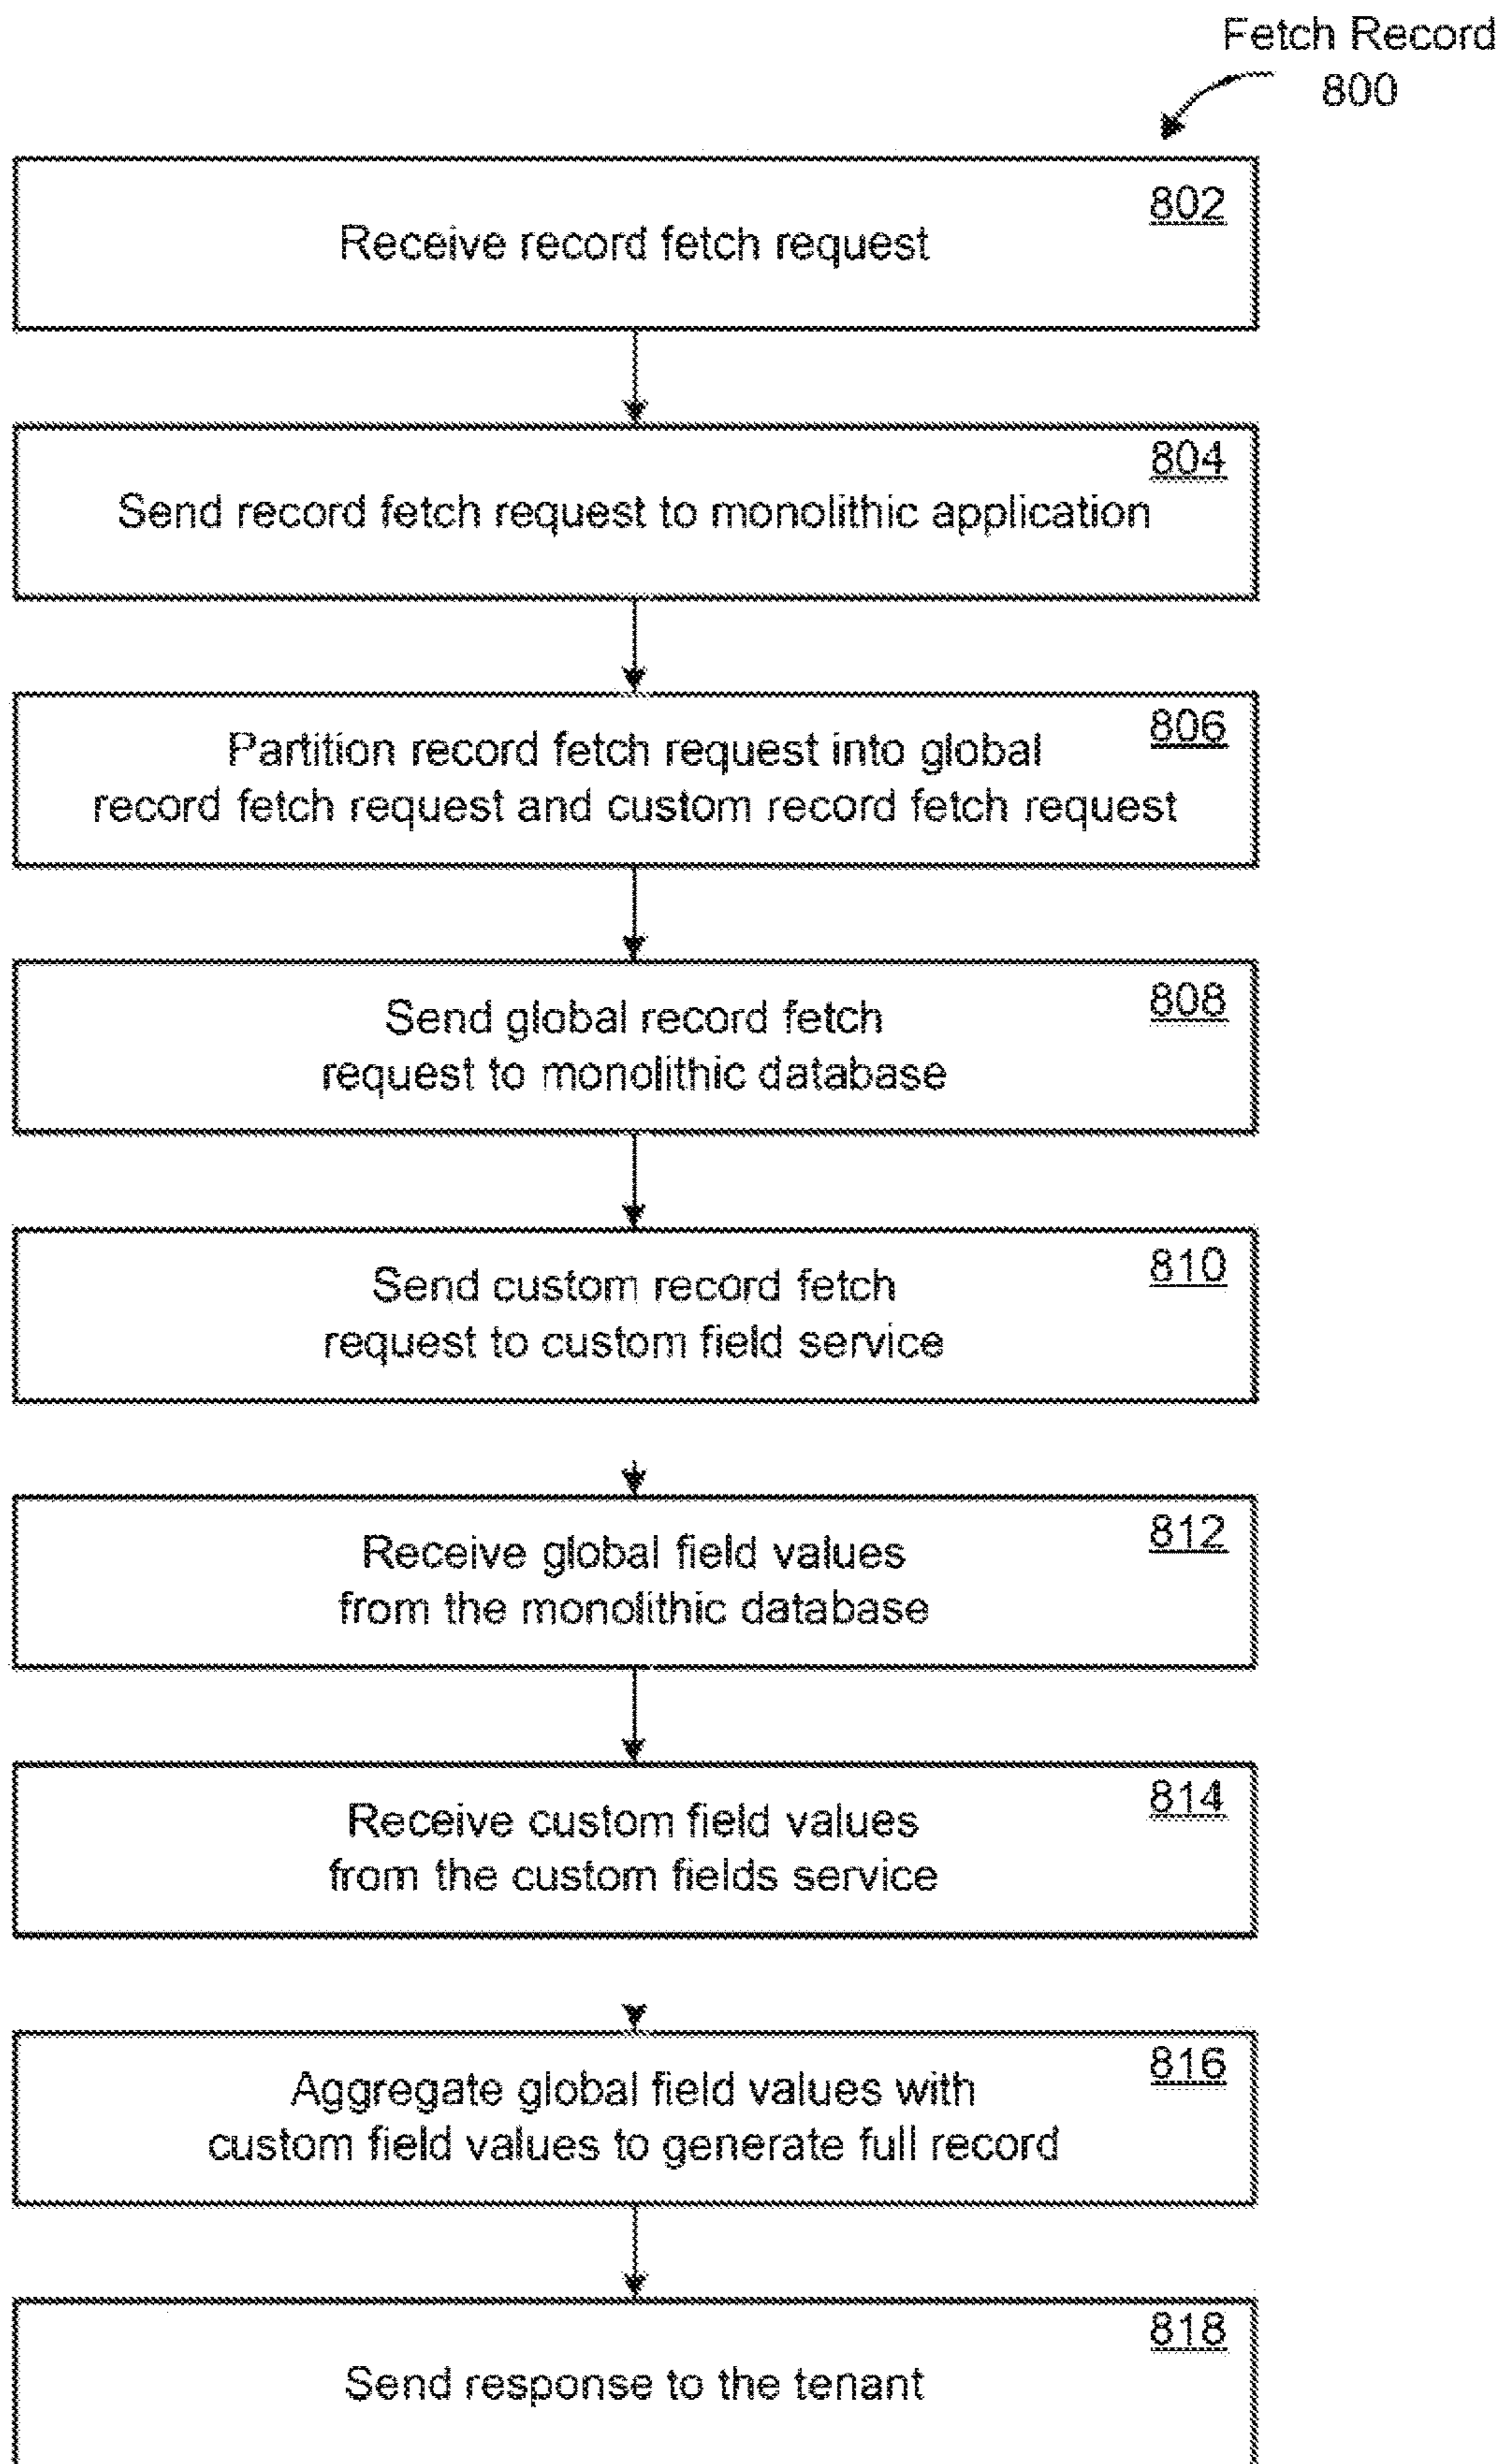 Fetch Record
800
802
Receive record fetch request
804
Send record fetch request to monolithic application
806
Partition record fetch request into global
record fetch request and custom record fetch request
808
Send global record fetch
request to monolithic database
810
Send custom record fetch
request to custom field service
812
Receive global field values
from the monolithic database
814
Receive custom field values
from the custom fields service
816
Aggregate global field values with
custom field values to generate full record
818
Send response to the tenant